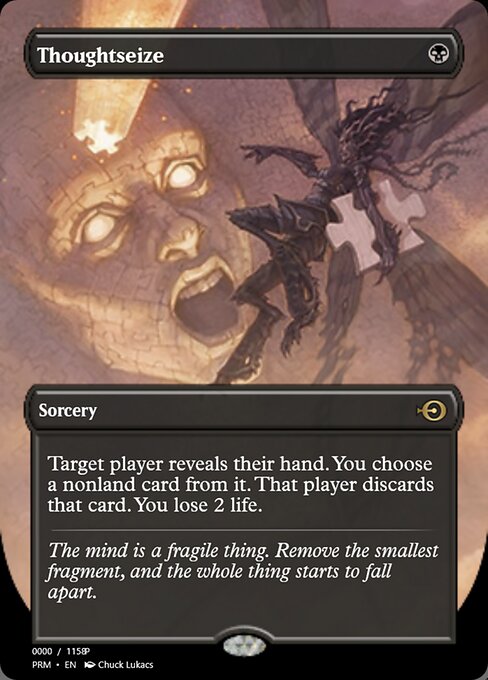 Thoughtseize
Sorcery
Target player reveals their hand. You choose
a nonland card from it. That player discards
that card. You lose 2 life.
The mind is a fragile thing. Remove the smallest
fragment, and the whole thing starts to fall
apart.
0000 / 1158P
PRM • EN Chuck Lukacs